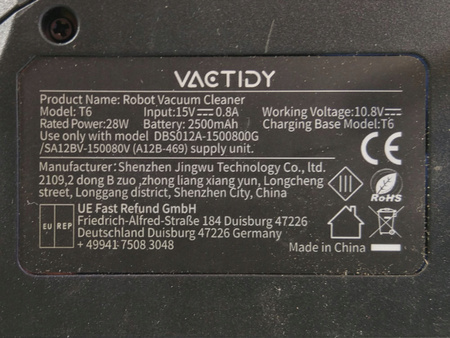 VACTIDY
Product Name: Robot Vacuum Cleaner
Model: T6 Input:15V⎓0.8A Working Voltage:10.8V⎓
Rated Power:28W Battery: 2500mAh Charging Base Model:T6
Use only with model DBS012A-1500800G
/SA12BV-150080V (A12B-469) supply unit.
CE
Manufacturer: Shenzhen Jingwu Technology Co., ltd.
2109,2 dong B zuo ,zhong liang xiang yun, Longcheng
street, Longgang district, Shenzhen City, China
III
RoHS
EU REP
UE Fast Refund GmbH
Friedrich-Alfred-Straße 184 Duisburg 47226
Deutschland Duisburg 47226 Germany
+ 49941 7508 3048
Made in China